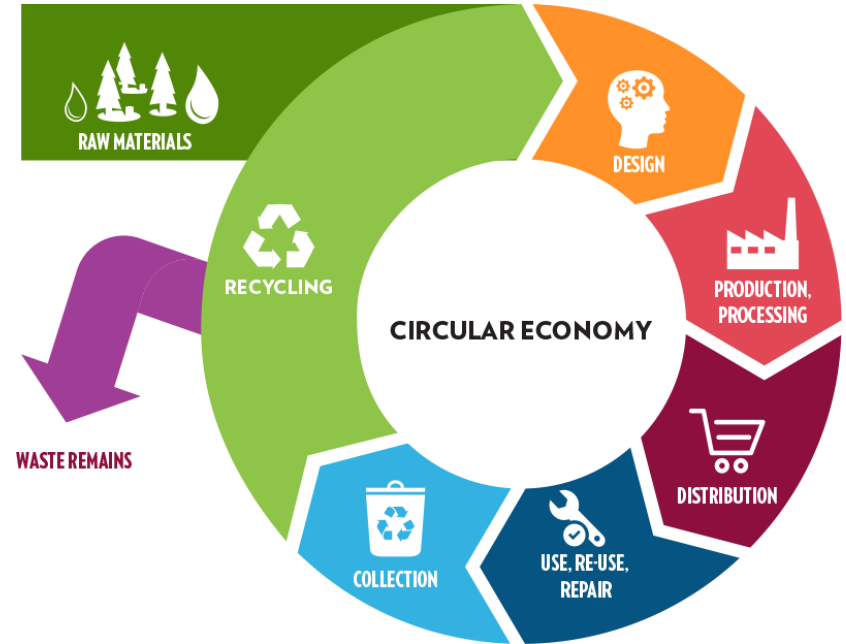 RAW MATERIALS
DESIGN
PRODUCTION,
PROCESSING
RECYCLING
CIRCULAR ECONOMY
WASTE REMAINS
DISTRIBUTION
USE, RE-USE,
REPAIR
COLLECTION